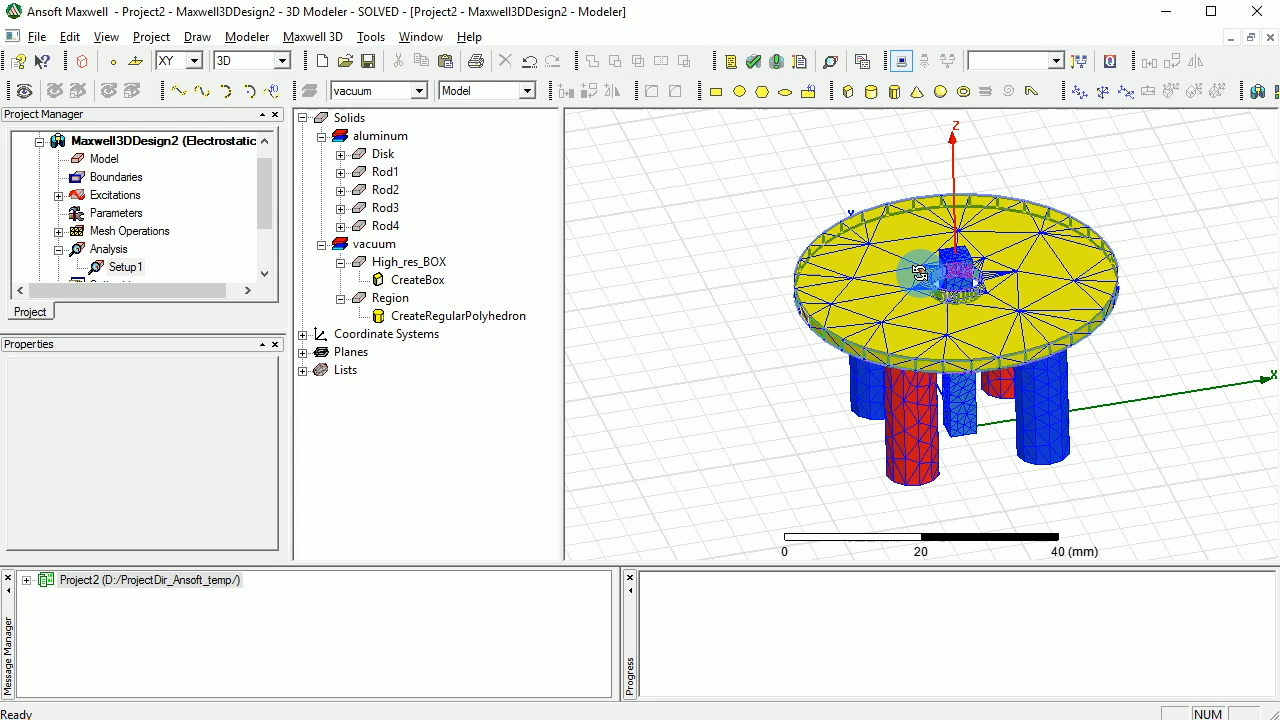 Ansoft Maxwell - Project2 - Maxwell3DDesign2 - 3D Modeler - SOLVED - [Project2 - Maxwell3DDesign2 - Modeler]
File Edit View Project Draw Modeler Maxwell 3D Tools Window Help
XY 3D
vacuum Model
Project Manager
Maxwell3DDesign2 (Electrostatic
Model
Boundaries
Excitations
Parameters
Mesh Operations
Analysis
Setup1
Project
Properties
Solids
aluminum
Disk
Rod1
Rod2
Rod3
Rod4
vacuum
High_res_BOX
CreateBox
Region
CreateRegularPolyhedron
Coordinate Systems
Planes
Lists
Z
Y
X
0 20 40 (mm)
Message Manager
Project2 (D:/ProjectDir_Ansoft_temp/)
Progress
Ready
NUM